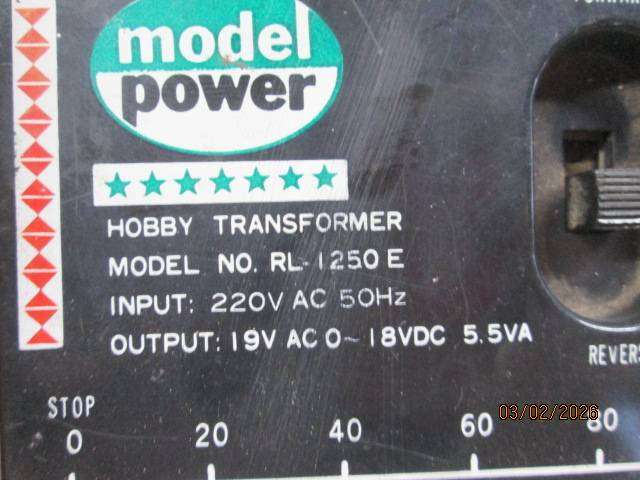 model
power
HOBBY TRANSFORMER
MODEL NO. RL-1250 E
INPUT: 220V AC 50Hz
OUTPUT: 19V AC 0-18VDC 5.5VA
REVERS
STOP
0 20 40 60 80
03/02/2026